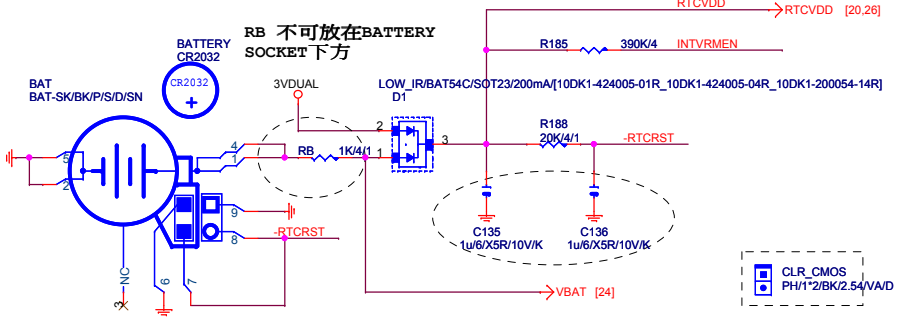 RTCVDD
RTCVDD [20,26]
RB 不可放在BATTERY
SOCKET下方
BATTERY
CR2032
R185
390K/4
INTVRMEN
CR2032
+
BAT
BAT-SK/BK/P/S/D/SN
3VDUAL
LOW_IR/BAT54C/SOT23/200mA/[10DK1-424005-01R_10DK1-424005-04R_10DK1-200054-14R]
D1
R188
20K/4/1
-RTCRST
2
3
4
1
RB
1K/4/1
1
5
2
9
-RTCRST
8
C135
1u/6/X5R/10V/K
C136
1u/6/X5R/10V/K
NC
3
6
7
VBAT [24]
CLR_CMOS
PH/1*2/BK/2.54/VA/D